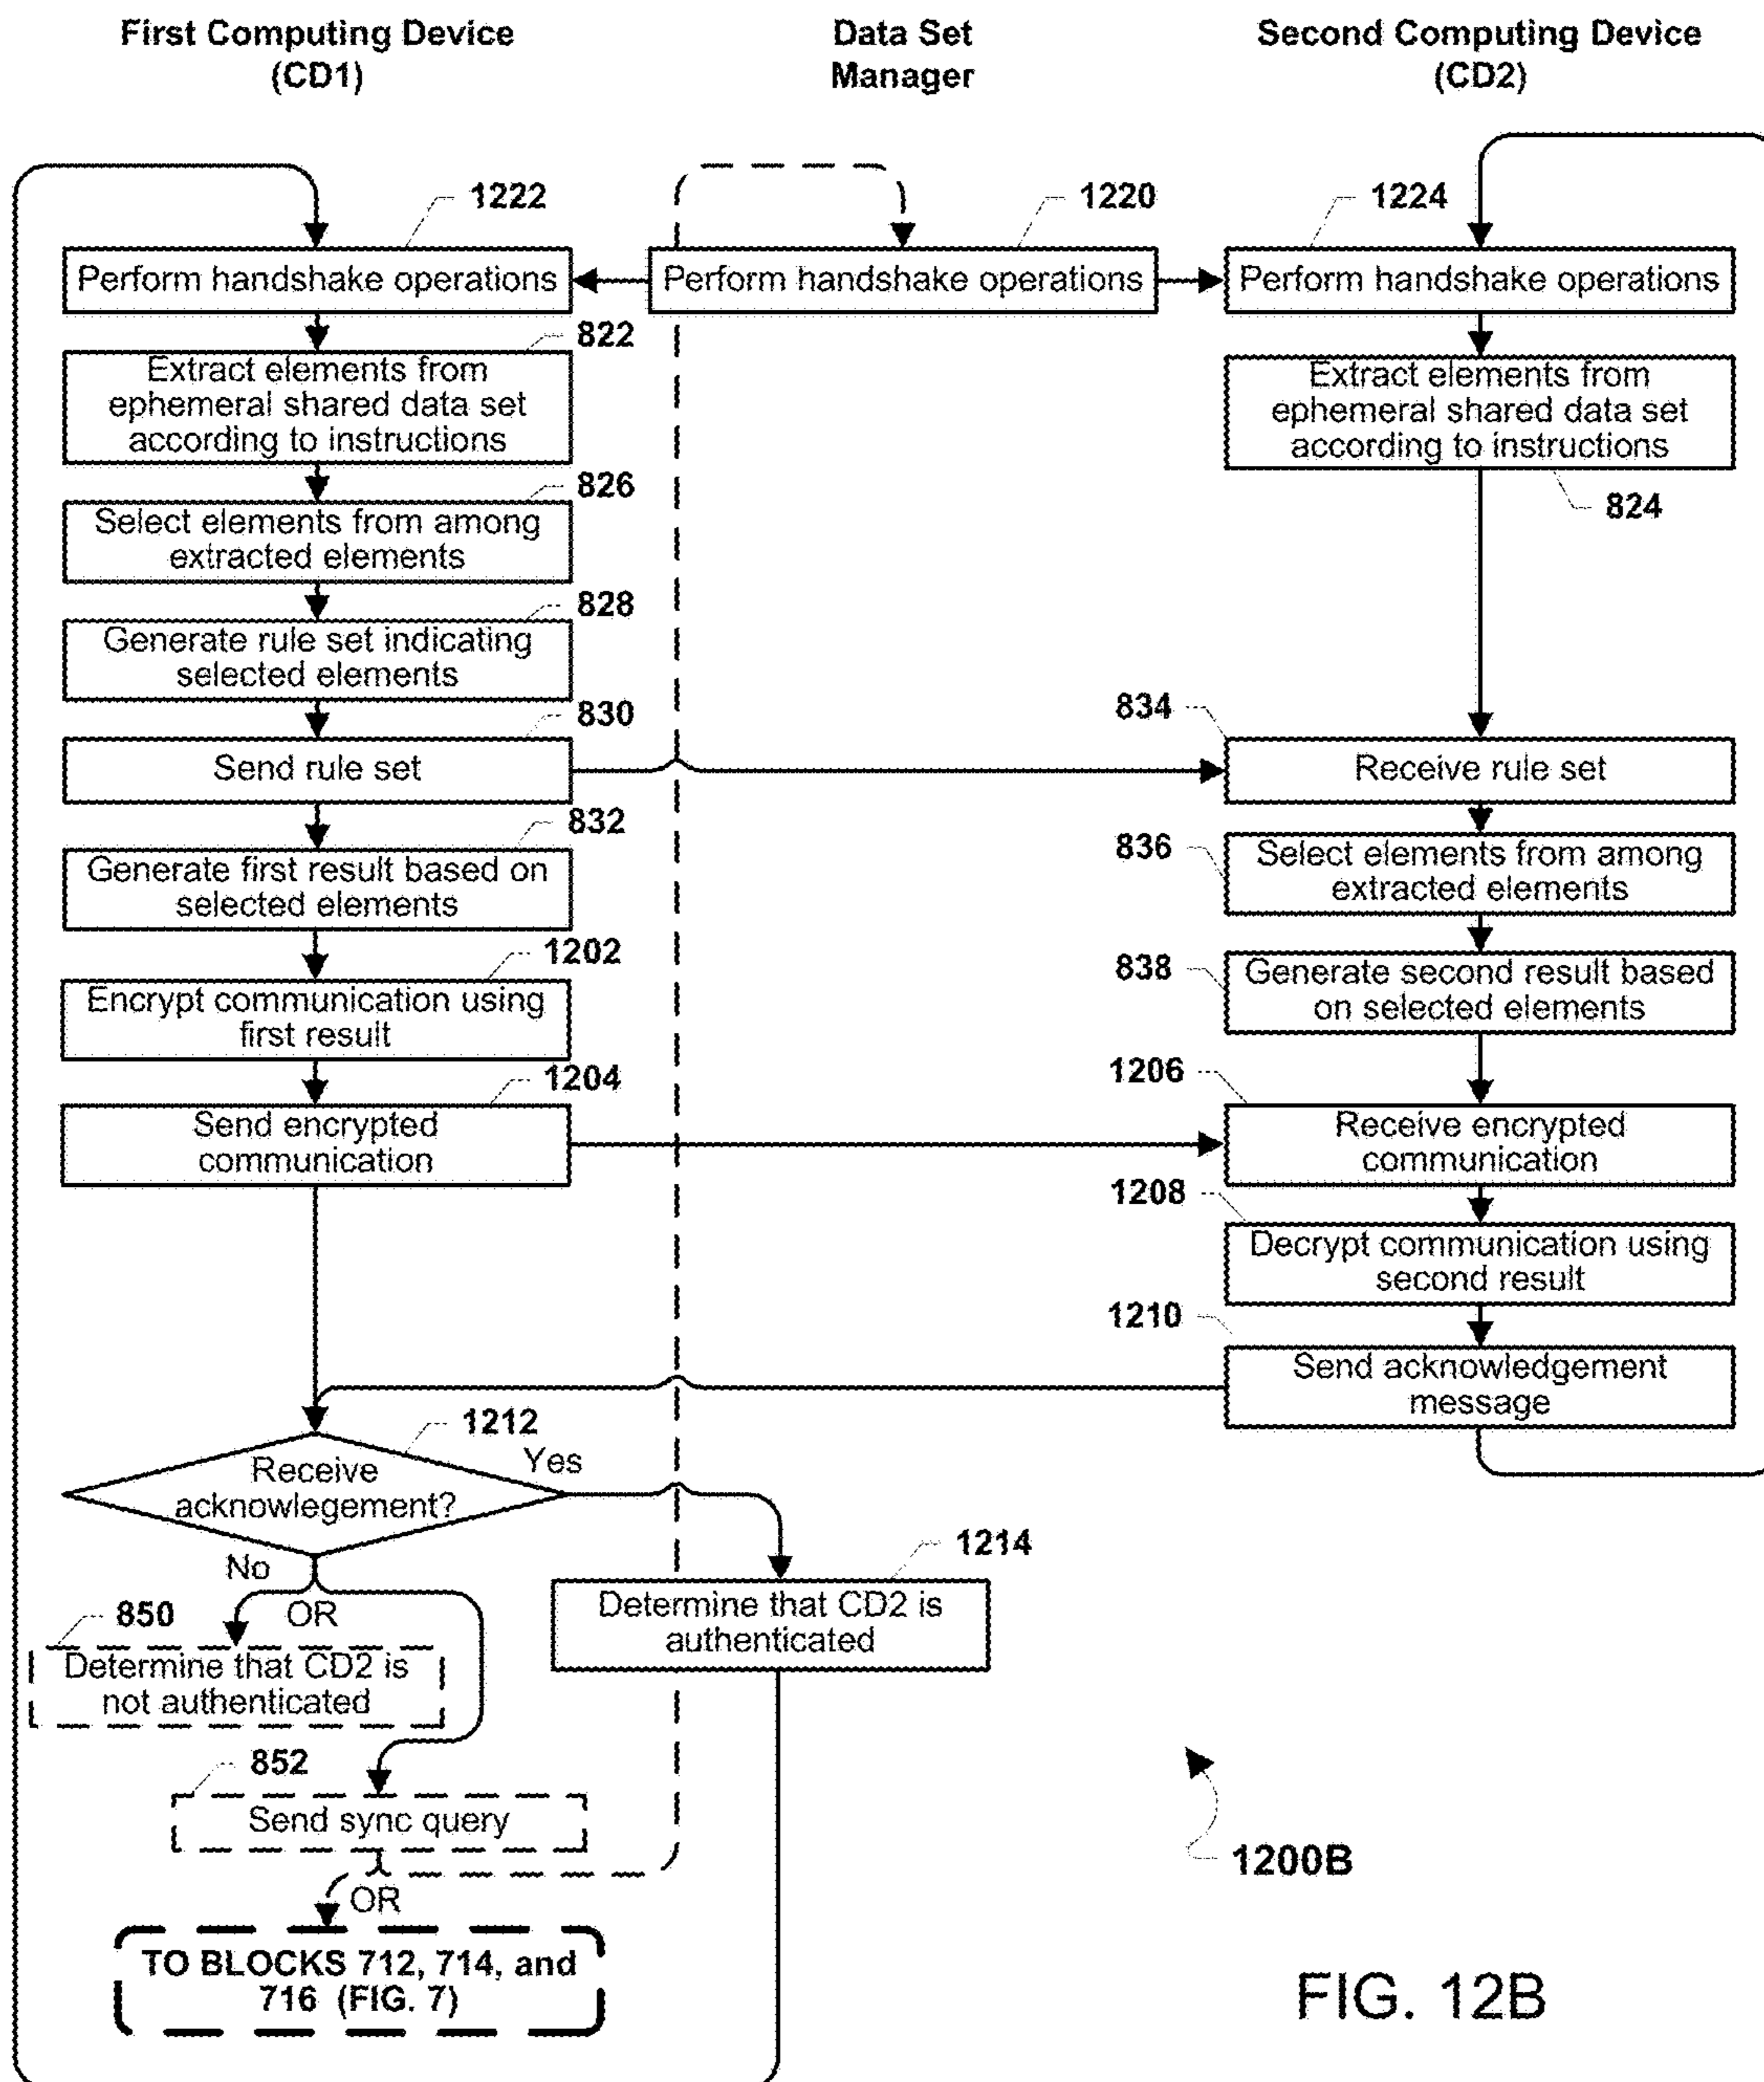 First Computing Device
(CD1)
Data Set
Manager
Second Computing Device
(CD2)
1222
1220
1224
Perform handshake operations
Perform handshake operations
Perform handshake operations
822
Extract elements from
ephemeral shared data set
according to instructions
Extract elements from
ephemeral shared data set
according to instructions
824
826
Select elements from among
extracted elements
828
Generate rule set indicating
selected elements
830
Send rule set
834
Receive rule set
832
Generate first result based on
selected elements
836
Select elements from among
extracted elements
1202
Encrypt communication using
first result
838
Generate second result based
on selected elements
1204
Send encrypted
communication
1206
Receive encrypted
communication
1208
Decrypt communication using
second result
1210
Send acknowledgement
message
1212
Receive
acknowlegement?
Yes
No
OR
1214
Determine that CD2 is
authenticated
850
Determine that CD2 is
not authenticated
852
Send sync query
OR
TO BLOCKS 712, 714, and
716 (FIG. 7)
1200B
FIG. 12B